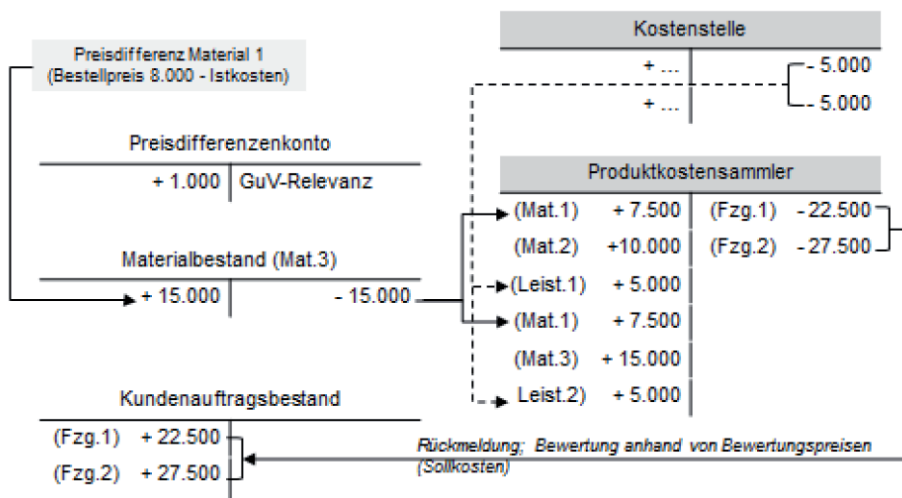 Preisdifferenz Material 1
(Bestellpreis 8.000 - Istkosten)
Preisdifferenzenkonto
+ 1.000 GuV-Relevanz
Materialbestand (Mat.3)
+ 15.000 - 15.000
Kundenauftragsbestand
(Fzg.1) + 22.500
(Fzg.2) + 27.500
Kostenstelle
+ ... - 5.000
+ ... - 5.000
Produktkostensammler
(Mat.1) + 7.500 (Fzg.1) -22.500
(Mat.2) +10.000 (Fzg.2) -27.500
(Leist.1) + 5.000
(Mat.1) + 7.500
(Mat.3) + 15.000
Leist.2) + 5.000
Rückmeldung; Bewertung anhand von Bewertungspreisen
(Sollkosten)